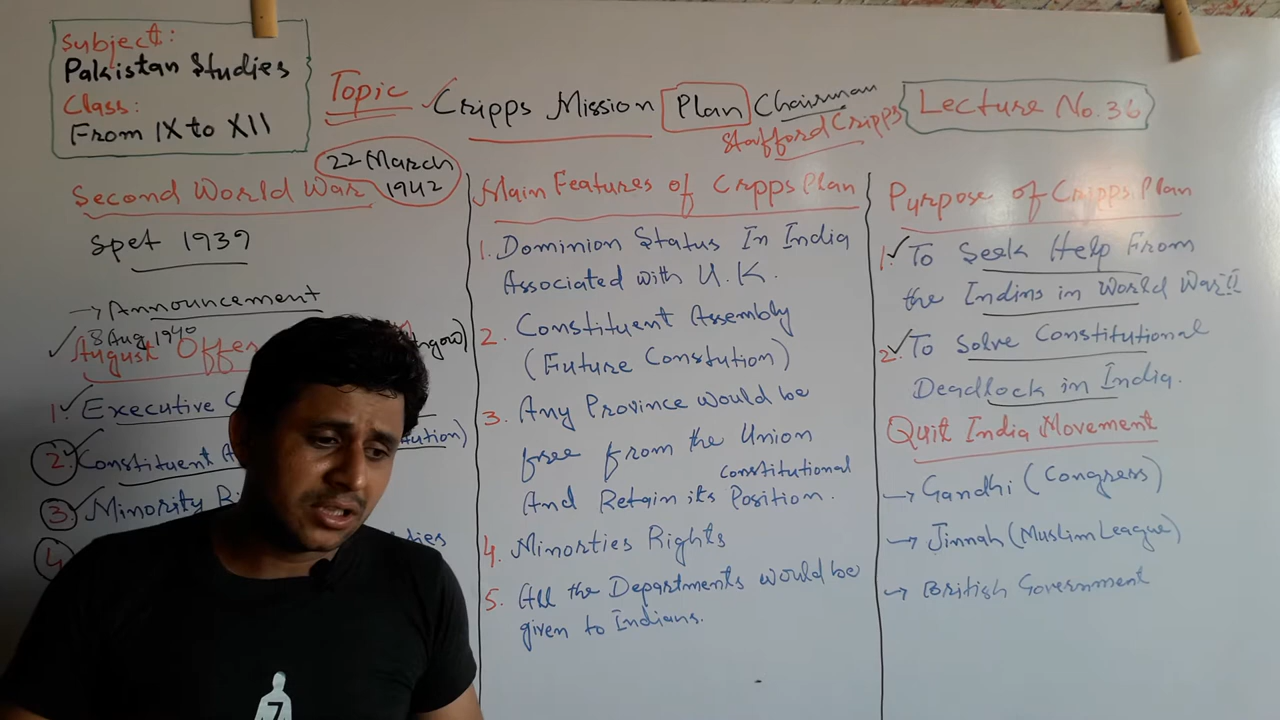 Subject:
Pakistan Studies
Class:
From IX to XII
Topic
Cripps Mission Plan Chairman
Stafford Cripps
Lecture No.36
22 March
1942
Second World War
Spet 1939
→ Announcement
8 Aug 1940
August Offer
1. Executive
2. Constituent
3. Minority
4.
Main Features of Cripps Plan
1. Dominion Status In India
Associated with U.K.
2. Constituent Assembly
(Future Constution)
3. Any Province would be
free from the Union
constitutional
And Retain its Position.
4. Minorties Rights
5. All the Departments would be
given to Indians.
Purpose of Cripps Plan
1. To Seek Help From
the Indins in World War II
2. To Solve Constitutional
Deadlock in India.
Quit India Movement
→ Gandhi (Congress)
→ Jinnah (Muslim League)
→ British Government
7